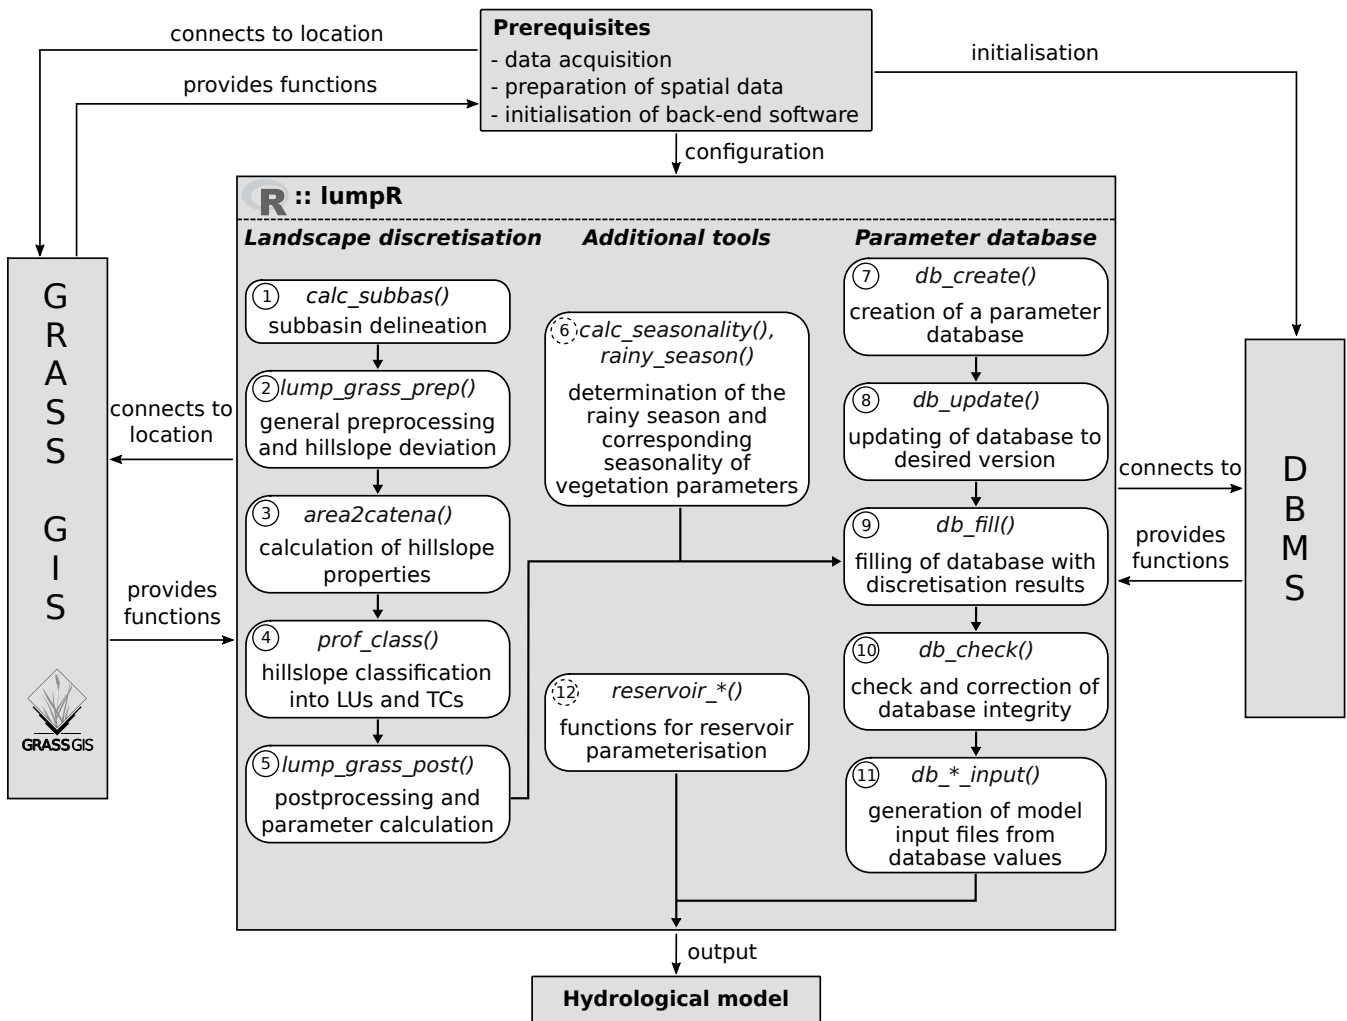 Prerequisites
- data acquisition
- preparation of spatial data
- initialisation of back-end software
connects to location
provides functions
initialisation
configuration
R :: lumpR
Landscape discretisation
1 calc_subbas()
subbasin delineation
2 lump_grass_prep()
general preprocessing
and hillslope deviation
3 area2catena()
calculation of hillslope
properties
4 prof_class()
hillslope classification
into LUs and TCs
5 lump_grass_post()
postprocessing and
parameter calculation
Additional tools
6 calc_seasonality(),
rainy_season()
determination of the
rainy season and
corresponding
seasonality of
vegetation parameters
12 reservoir_*()
functions for reservoir
parameterisation
Parameter database
7 db_create()
creation of a parameter
database
8 db_update()
updating of database to
desired version
9 db_fill()
filling of database with
discretisation results
10 db_check()
check and correction of
database integrity
11 db_*_input()
generation of model
input files from
database values
G
R
A
S
S
G
I
S
GRASS GIS
connects to
location
provides
functions
connects to
provides
functions
D
B
M
S
output
Hydrological model